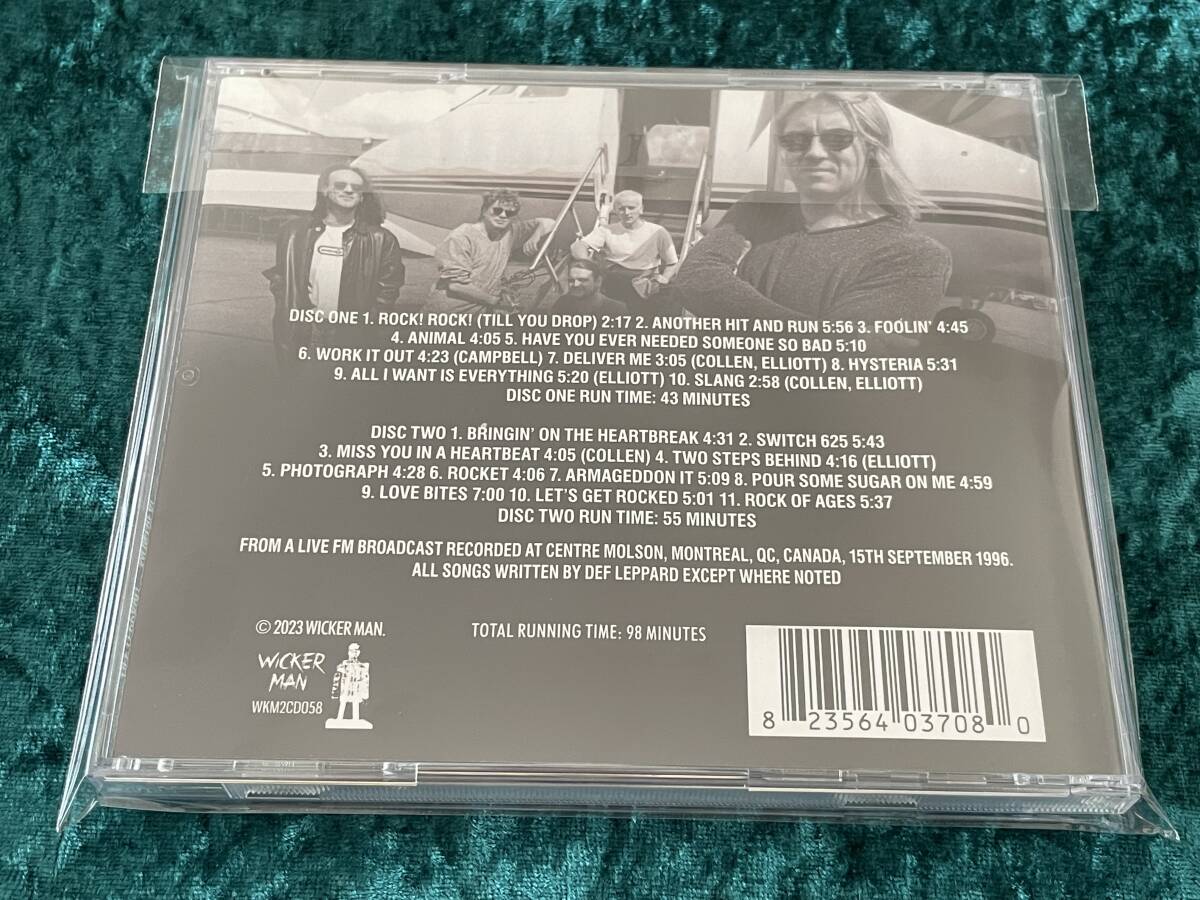 DISC ONE 1. ROCK! ROCK! (TILL YOU DROP) 2:17 2. ANOTHER HIT AND RUN 5:56 3. FOOLIN' 4:45
4. ANIMAL 4:05 5. HAVE YOU EVER NEEDED SOMEONE SO BAD 5:10
6. WORK IT OUT 4:23 (CAMPBELL) 7. DELIVER ME 3:05 (COLLEN, ELLIOTT) 8. HYSTERIA 5:31
9. ALL I WANT IS EVERYTHING 5:20 (ELLIOTT) 10. SLANG 2:58 (COLLEN, ELLIOTT)
DISC ONE RUN TIME: 43 MINUTES
DISC TWO 1. BRINGIN' ON THE HEARTBREAK 4:31 2. SWITCH 625 5:43
3. MISS YOU IN A HEARTBEAT 4:05 (COLLEN) 4. TWO STEPS BEHIND 4:16 (ELLIOTT)
5. PHOTOGRAPH 4:28 6. ROCKET 4:06 7. ARMAGEDDON IT 5:09 8. POUR SOME SUGAR ON ME 4:59
9. LOVE BITES 7:00 10. LET'S GET ROCKED 5:01 11. ROCK OF AGES 5:37
DISC TWO RUN TIME: 55 MINUTES
FROM A LIVE FM BROADCAST RECORDED AT CENTRE MOLSON, MONTREAL, QC, CANADA, 15TH SEPTEMBER 1996.
ALL SONGS WRITTEN BY DEF LEPPARD EXCEPT WHERE NOTED
© 2023 WICKER MAN.
TOTAL RUNNING TIME: 98 MINUTES
WICKER
MAN
WKM2CD058
8 23564 03708 0